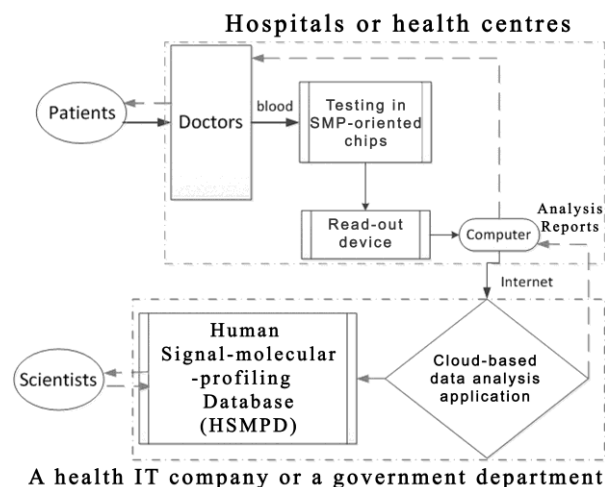 Hospitals or health centres
Patients
Doctors
blood
Testing in
SMP-oriented
chips
Read-out
device
Computer
Analysis
Reports
Internet
Human
Signal-molecular
-profiling
Database
(HSMPD)
Scientists
Cloud-based
data analysis
application
A health IT company or a government department